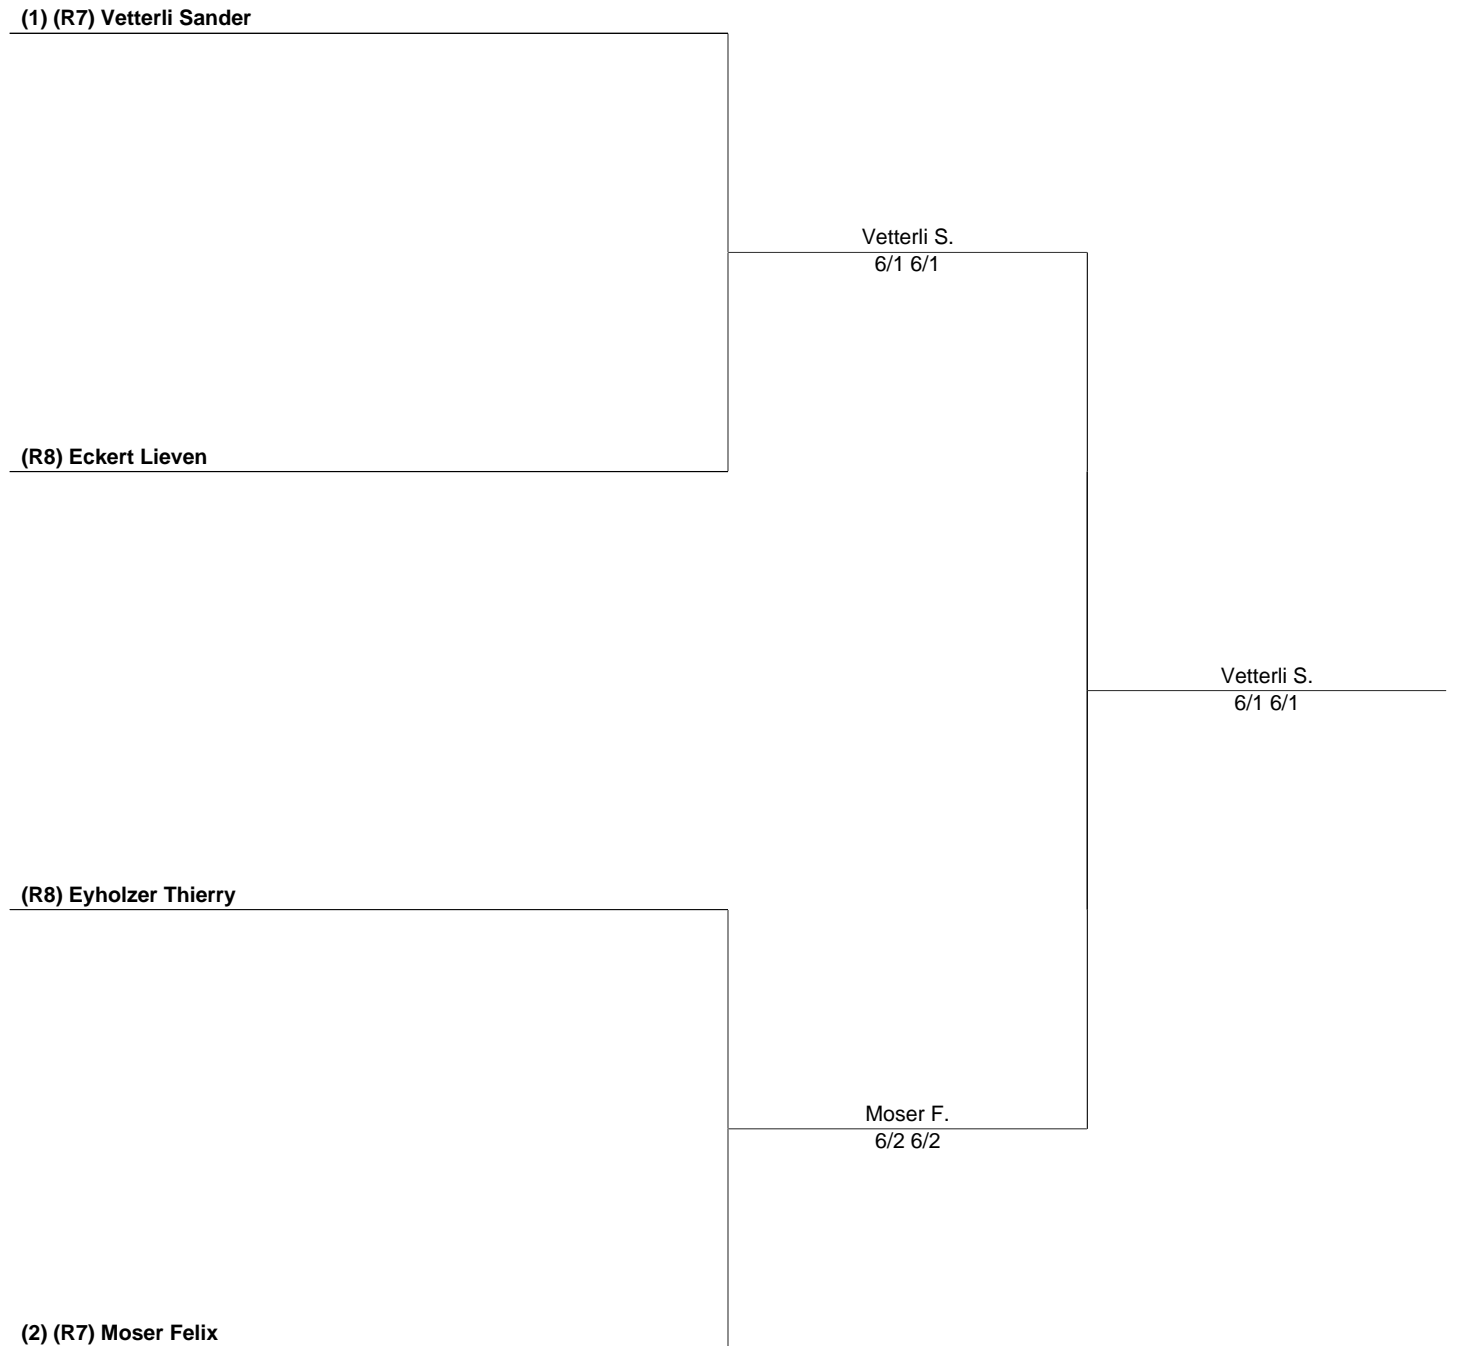 (1) (R7) Vetterli Sander
Vetterli S.
6/1 6/1
(R8) Eckert Lieven
Vetterli S.
6/1 6/1
(R8) Eyholzer Thierry
Moser F.
6/2 6/2
(2) (R7) Moser Felix